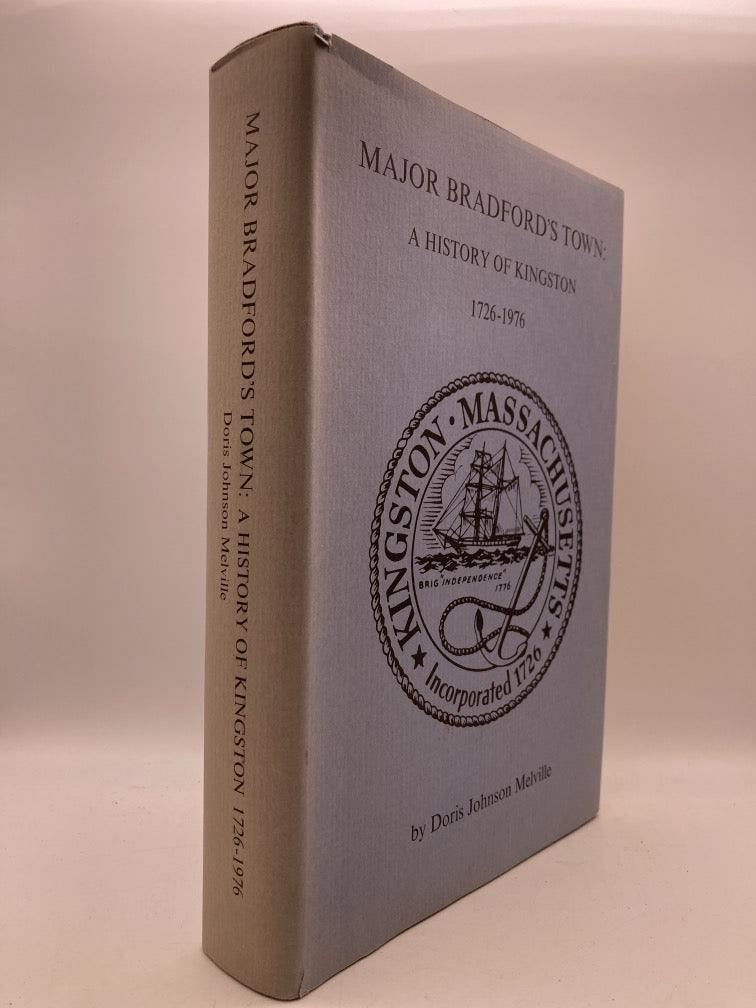 MAJOR BRADFORD'S TOWN: A HISTORY OF KINGSTON 1726-1976
Doris Johnson Melville
MAJOR BRADFORD'S TOWN:
A HISTORY OF KINGSTON
1726-1976
KINGSTON · MASSACHUSETTS
BRIG "INDEPENDENCE"
1776
★ Incorporated 1726 ★
by Doris Johnson Melville